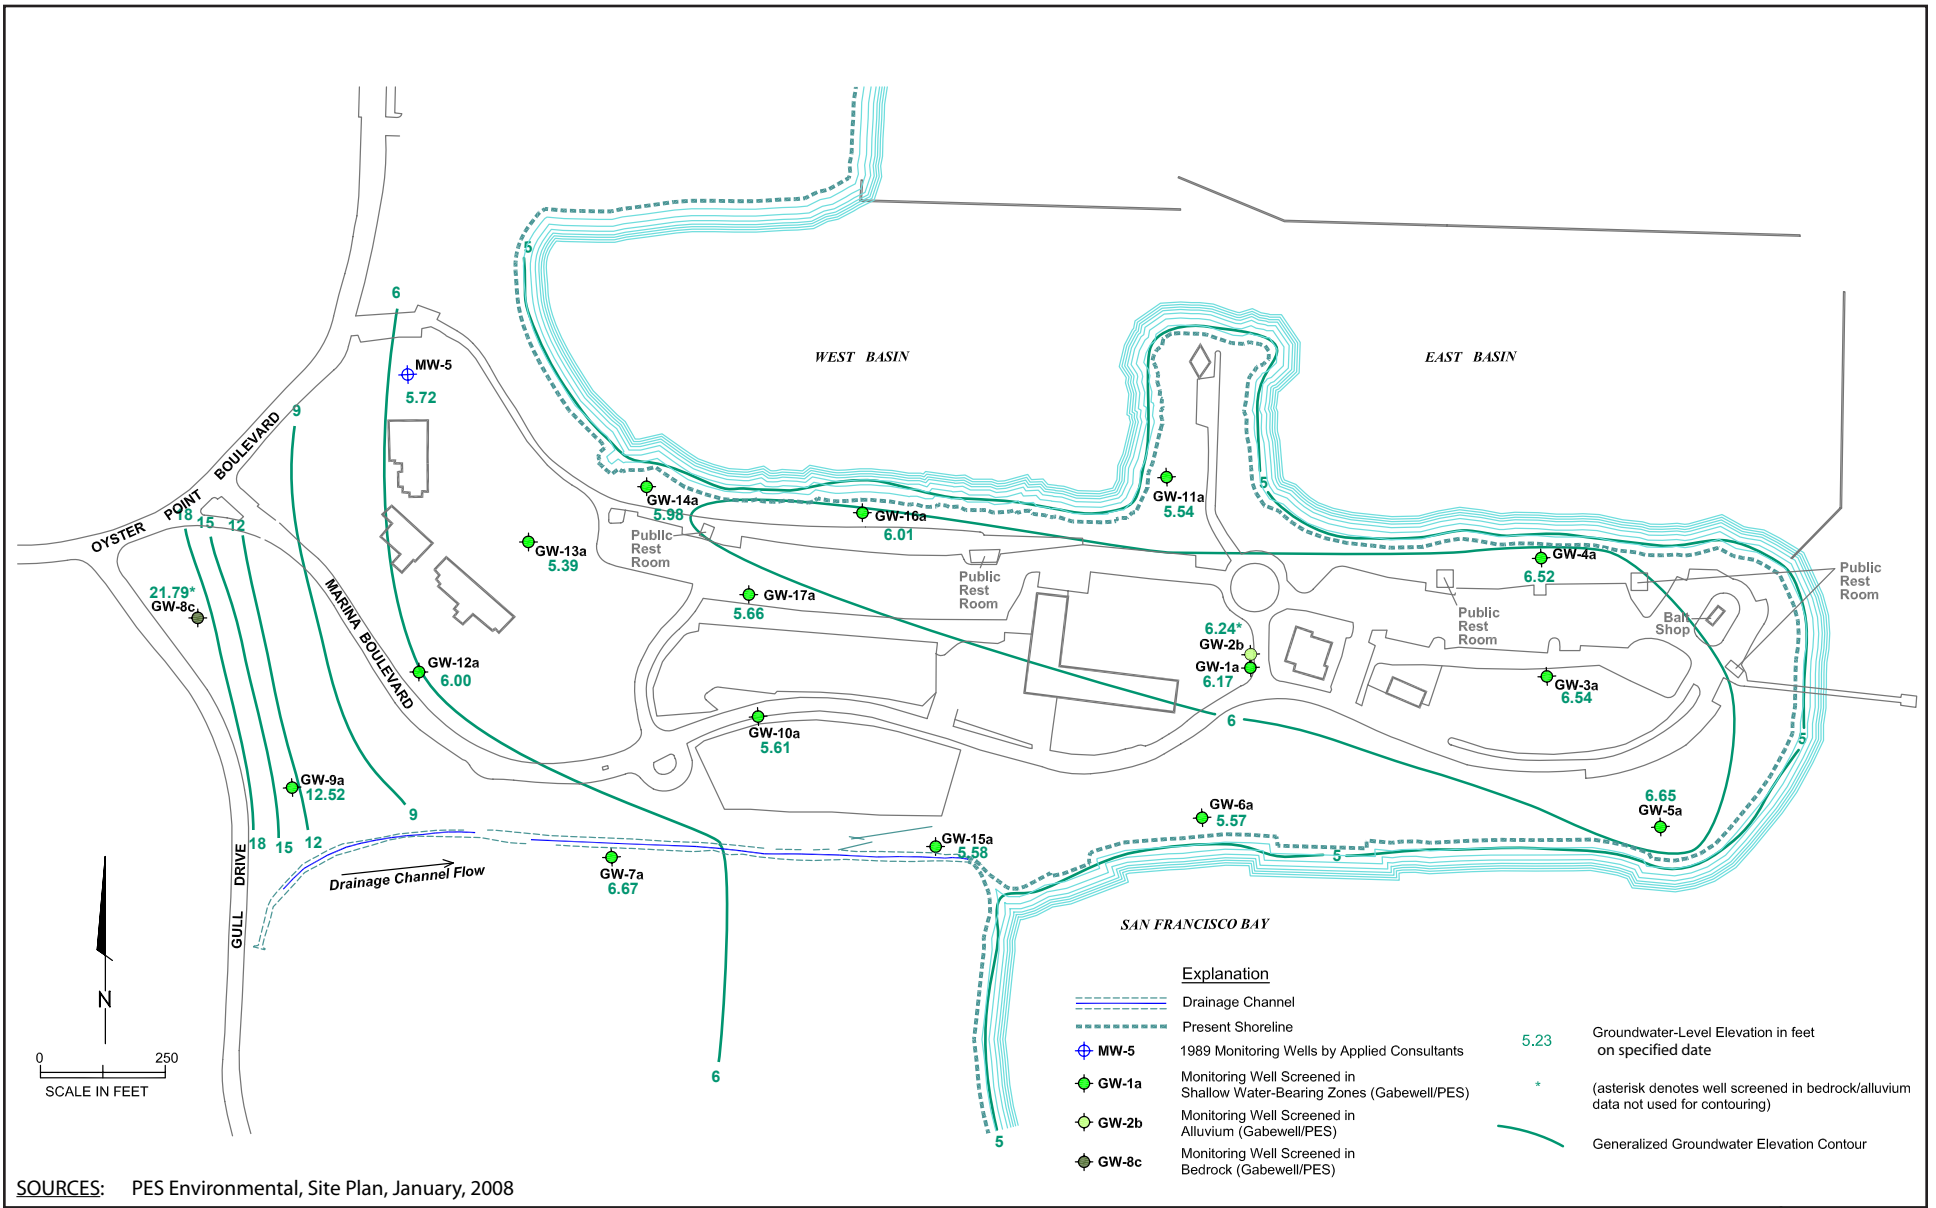 5
6
MW-5
5.72
WEST BASIN
EAST BASIN
9
OYSTER POINT BOULEVARD
18
15
12
GW-14a
5.98
GW-16a
6.01
GW-11a
5.54
5
GW-13a
5.39
Public
Rest
Room
GW-4a
6.52
Public
Rest
Room
Public
Rest
Room
21.79*
GW-8c
MARINA BOULEVARD
GW-17a
5.66
Public
Rest
Room
Bait
Shop
6.24*
GW-2b
GW-1a
6.17
GW-12a
6.00
GW-3a
6.54
6
GW-10a
5.61
5
GW-9a
12.52
9
GW-6a
5.57
6.65
GW-5a
18
15
12
GW-15a
5.58
5
GULL DRIVE
Drainage Channel Flow
GW-7a
6.67
SAN FRANCISCO BAY
N
0
250
SCALE IN FEET
6
5
Explanation
Drainage Channel
Present Shoreline
MW-5
1989 Monitoring Wells by Applied Consultants
GW-1a
Monitoring Well Screened in
Shallow Water-Bearing Zones (Gabewell/PES)
GW-2b
Monitoring Well Screened in
Alluvium (Gabewell/PES)
GW-8c
Monitoring Well Screened in
Bedrock (Gabewell/PES)
5.23
Groundwater-Level Elevation in feet
on specified date
*
(asterisk denotes well screened in bedrock/alluvium
data not used for contouring)
Generalized Groundwater Elevation Contour
SOURCES: PES Environmental, Site Plan, January, 2008